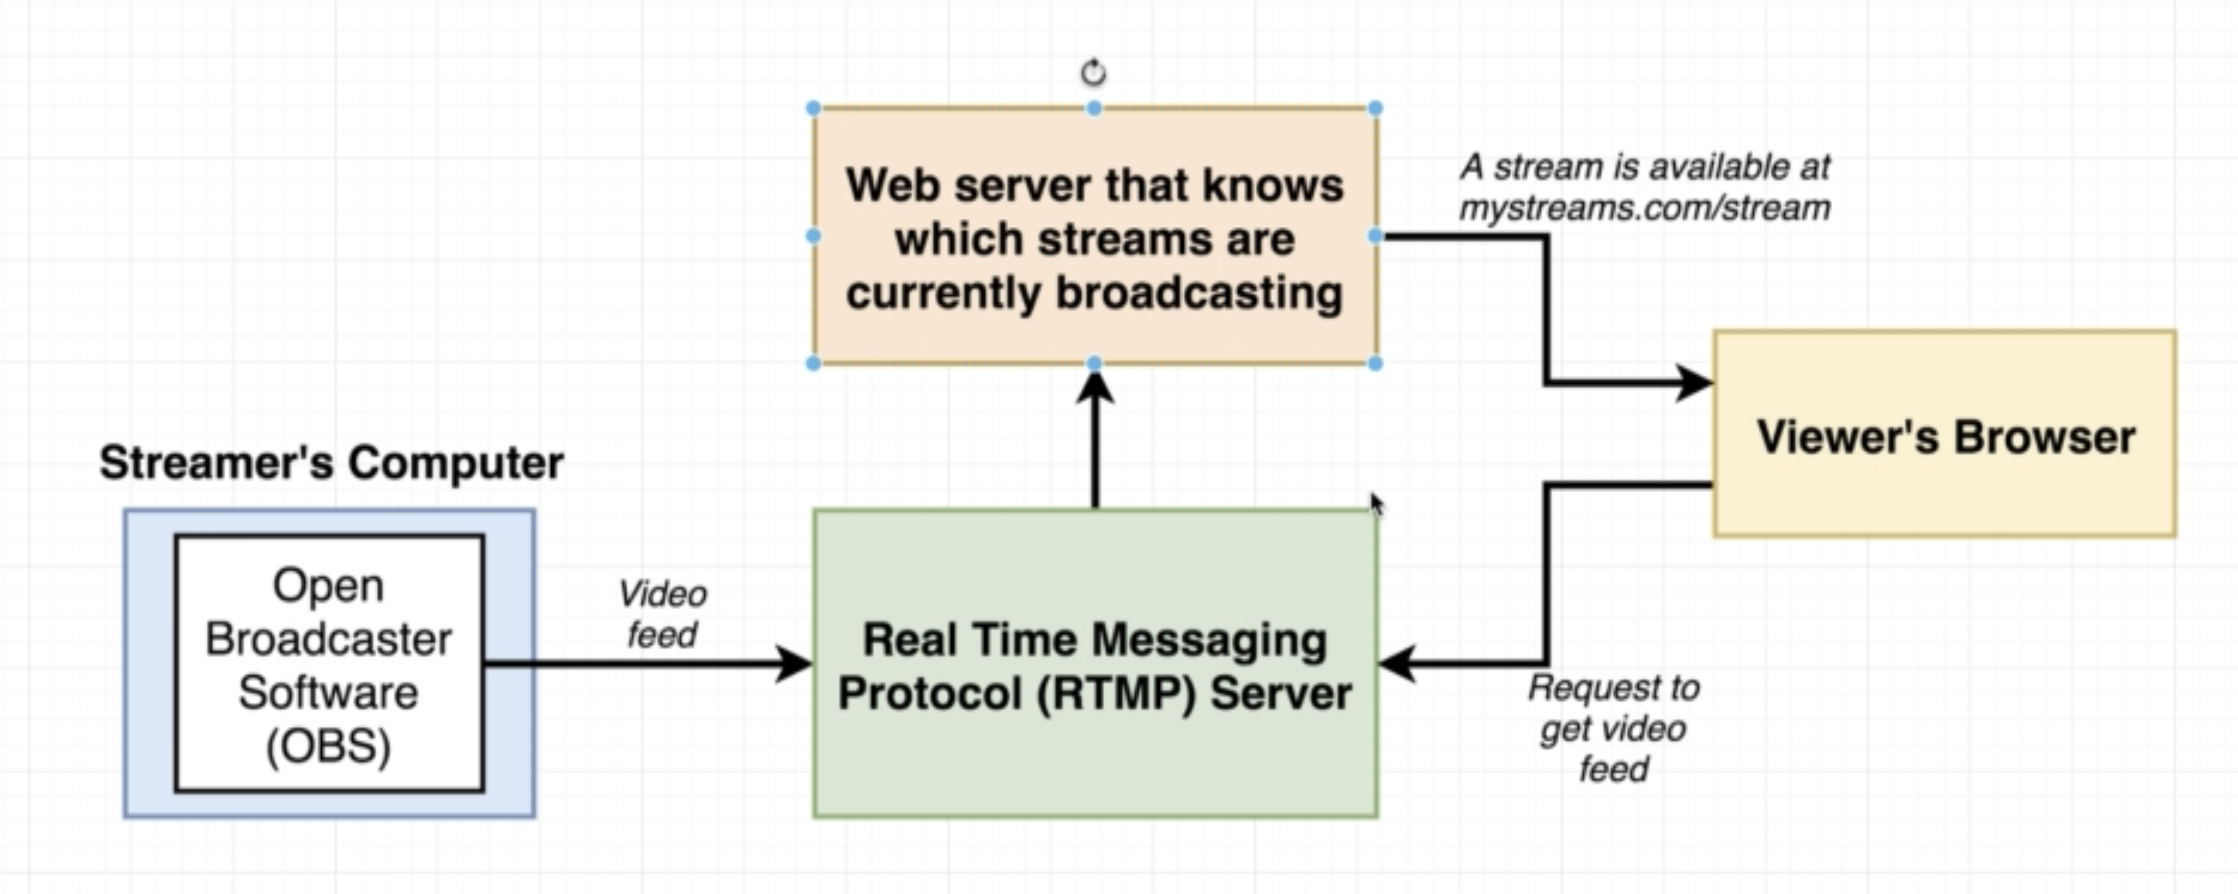 Web server that knows
which streams are
currently broadcasting
A stream is available at
mystreams.com/stream
Viewer's Browser
Streamer's Computer
Open
Broadcaster
Software
(OBS)
Video
feed
Real Time Messaging
Protocol (RTMP) Server
Request to
get video
feed